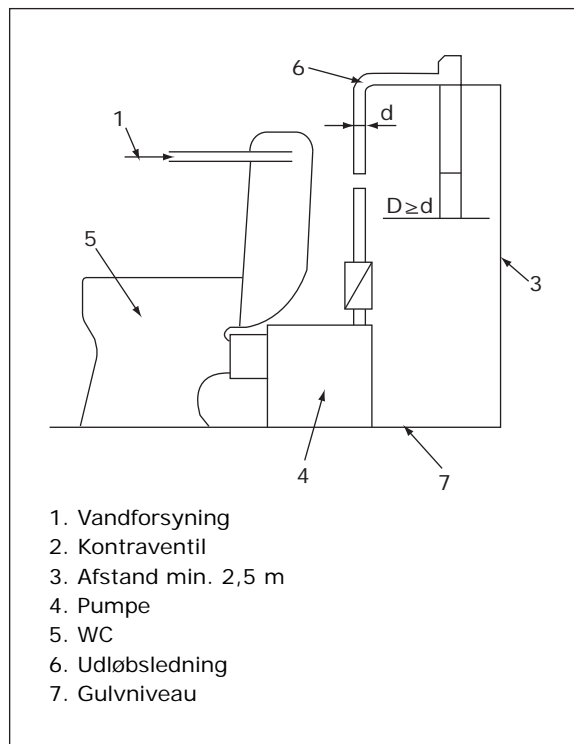 6
1
d
D≥d
5
3
4
7
1. Vandforsyning
2. Kontraventil
3. Afstand min. 2,5 m
4. Pumpe
5. WC
6. Udløbsledning
7. Gulvniveau